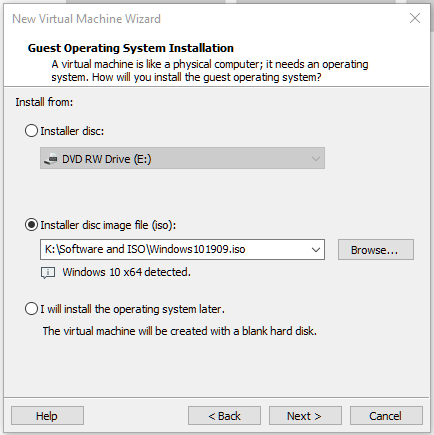 New Virtual Machine Wizard
Guest Operating System Installation
A virtual machine is like a physical computer; it needs an operating
system. How will you install the guest operating system?
Install from:
Installer disc:
DVD RW Drive (E:)
Installer disc image file (iso):
K:\Software and ISO\Windows101909.iso
Browse...
Windows 10 x64 detected.
I will install the operating system later.
The virtual machine will be created with a blank hard disk.
Help
< Back
Next >
Cancel